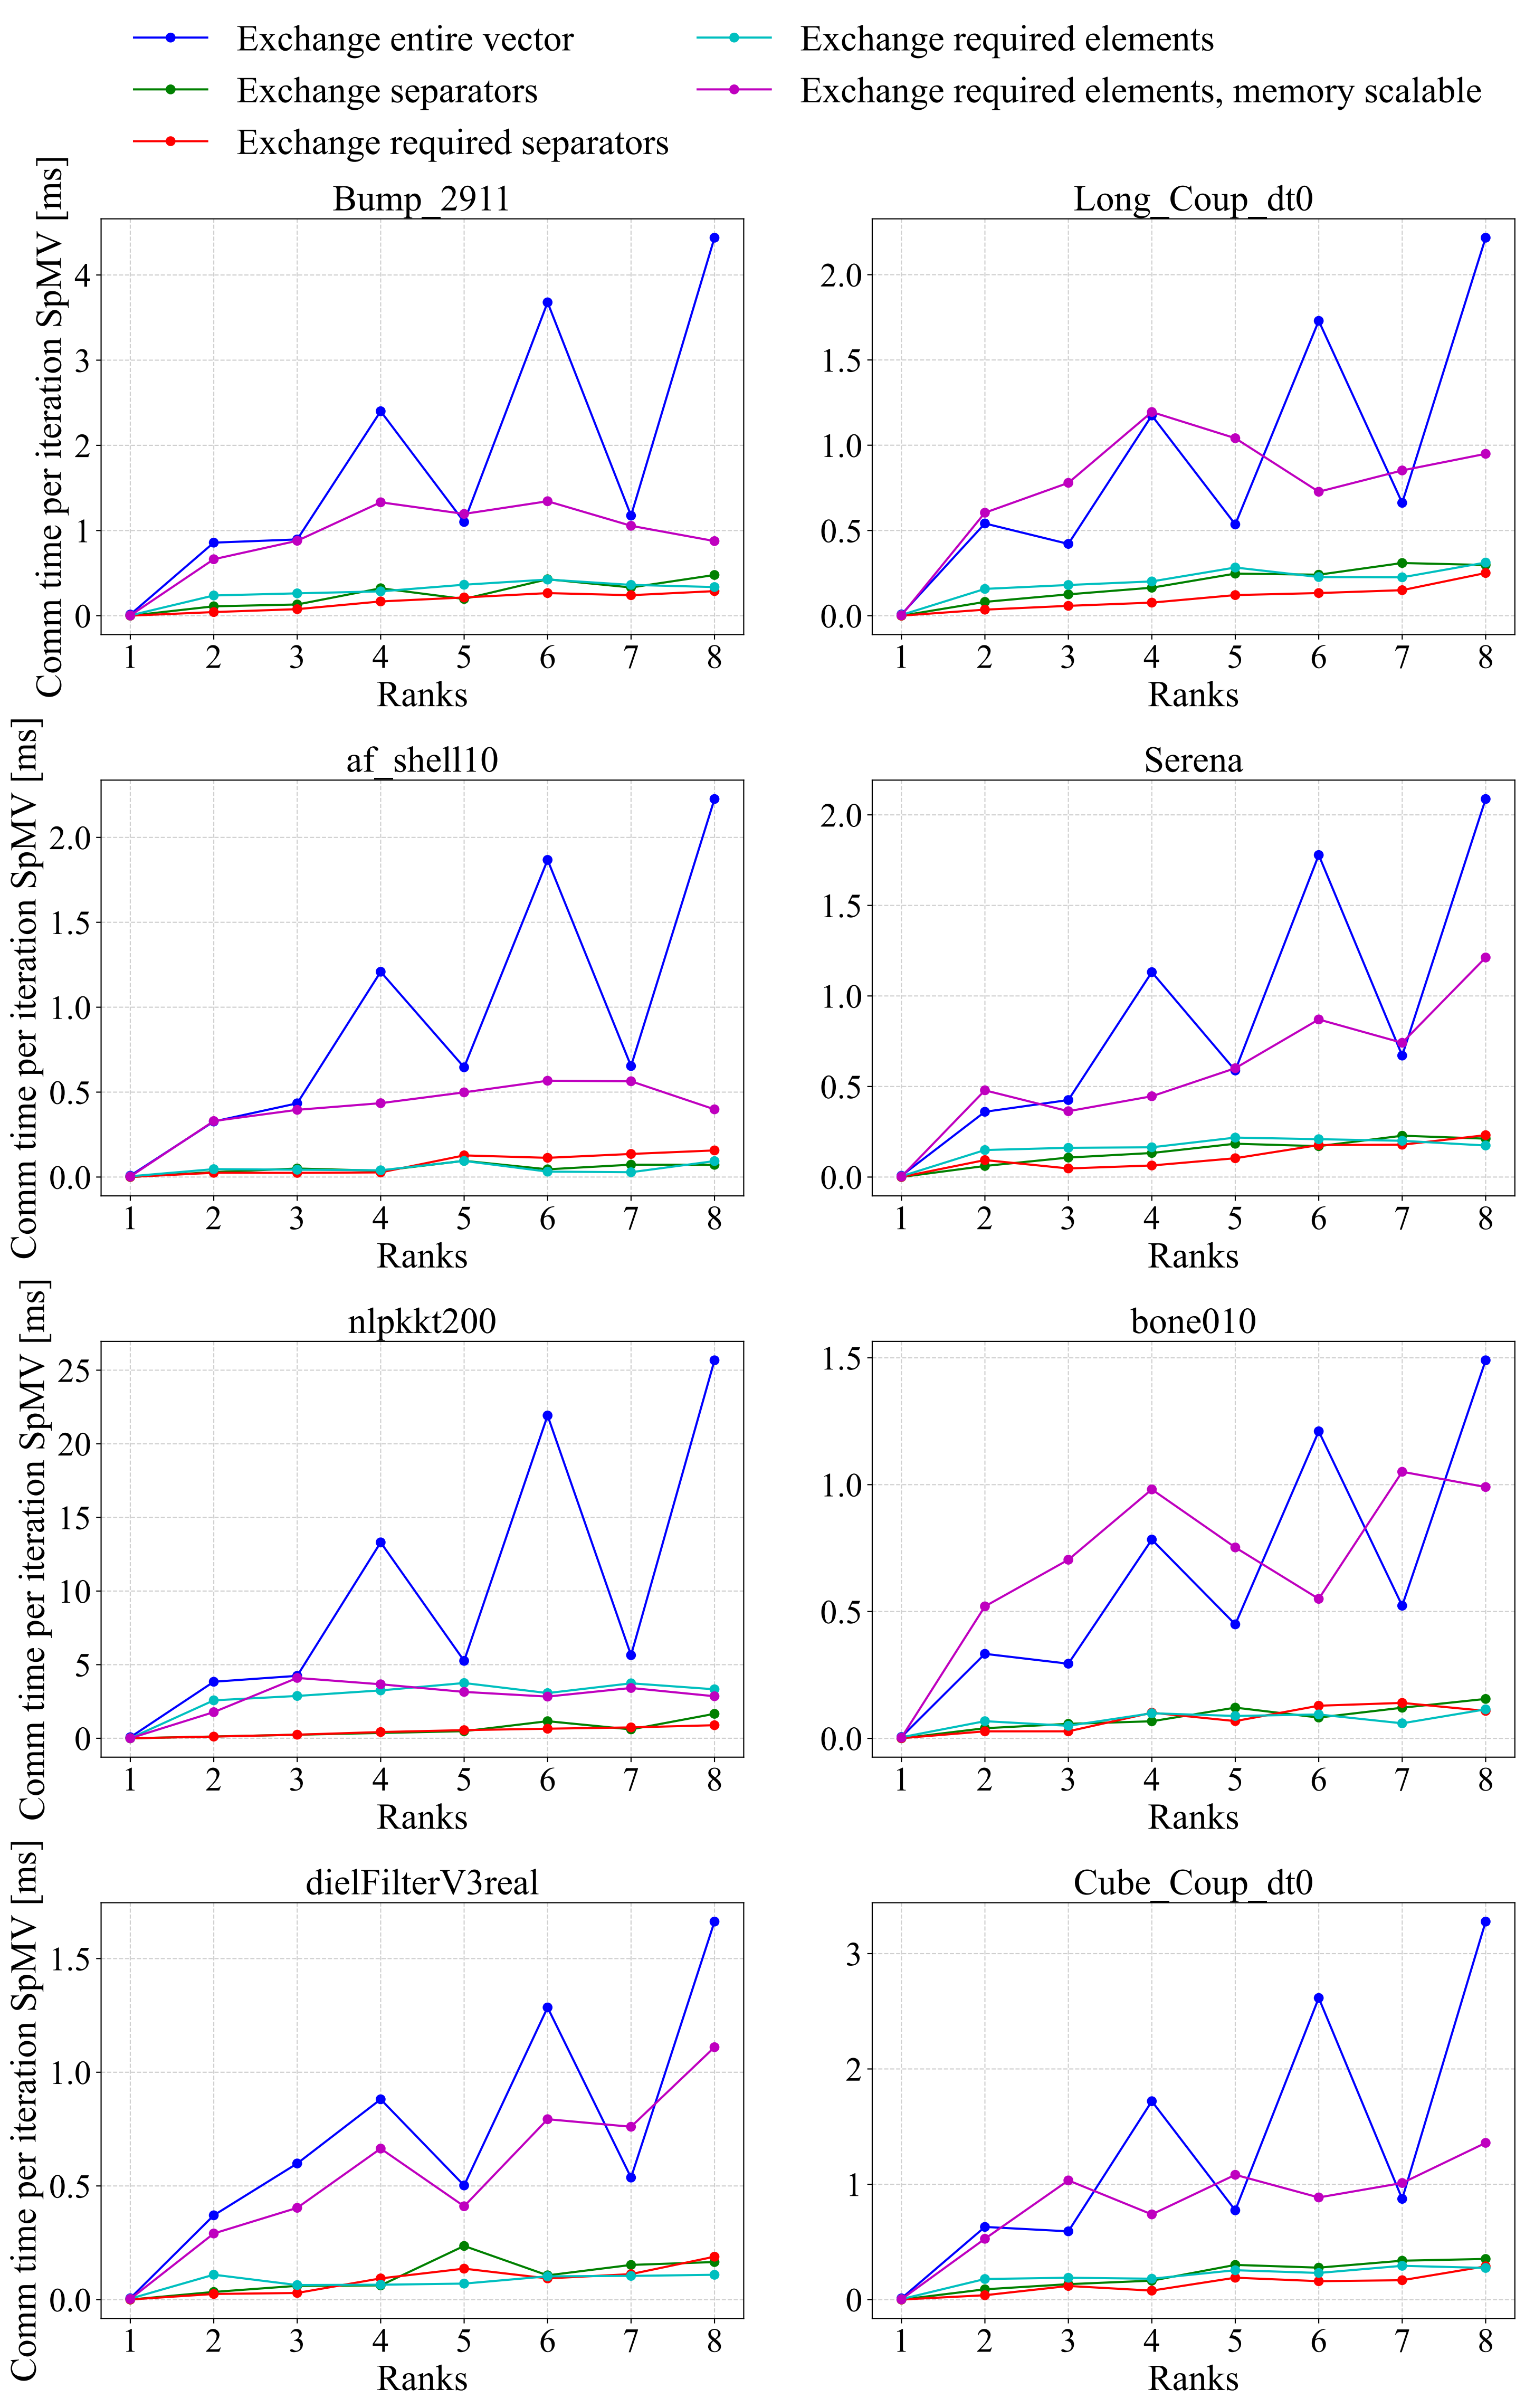 Exchange entire vector
Exchange separators
Exchange required separators
Exchange required elements
Exchange required elements, memory scalable
Bump_2911
Comm time per iteration SpMV [ms]
4
3
2
1
0
1 2 3 4 5 6 7 8
Ranks
Long_Coup_dt0
2.0
1.5
1.0
0.5
0.0
1 2 3 4 5 6 7 8
Ranks
af_shell10
Comm time per iteration SpMV [ms]
2.0
1.5
1.0
0.5
0.0
1 2 3 4 5 6 7 8
Ranks
Serena
2.0
1.5
1.0
0.5
0.0
1 2 3 4 5 6 7 8
Ranks
nlpkkt200
Comm time per iteration SpMV [ms]
25
20
15
10
5
0
1 2 3 4 5 6 7 8
Ranks
bone010
1.5
1.0
0.5
0.0
1 2 3 4 5 6 7 8
Ranks
dielFilterV3real
Comm time per iteration SpMV [ms]
1.5
1.0
0.5
0.0
1 2 3 4 5 6 7 8
Ranks
Cube_Coup_dt0
3
2
1
0
1 2 3 4 5 6 7 8
Ranks